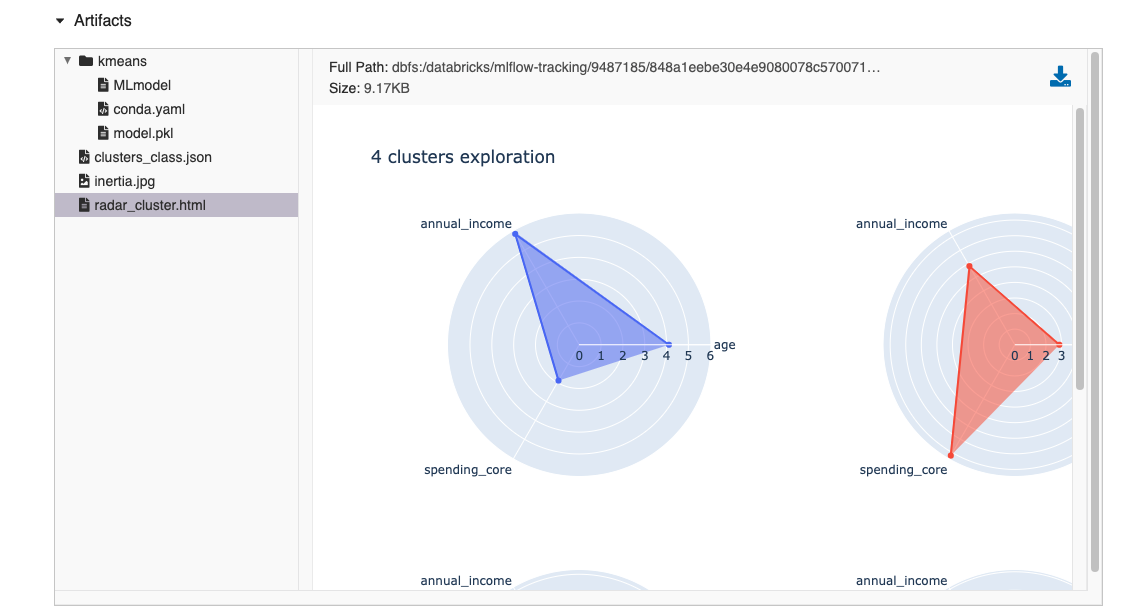 Artifacts
kmeans
MLmodel
conda.yaml
model.pkl
clusters_class.json
inertia.jpg
radar_cluster.html
Full Path: dbfs:/databricks/mlflow-tracking/9487185/848a1eebe30e4e9080078c570071…
Size: 9.17KB
4 clusters exploration
annual_income
age
0 1 2 3 4 5 6
spending_core
annual_income
0 1 2 3
spending_core
annual_income
annual_income